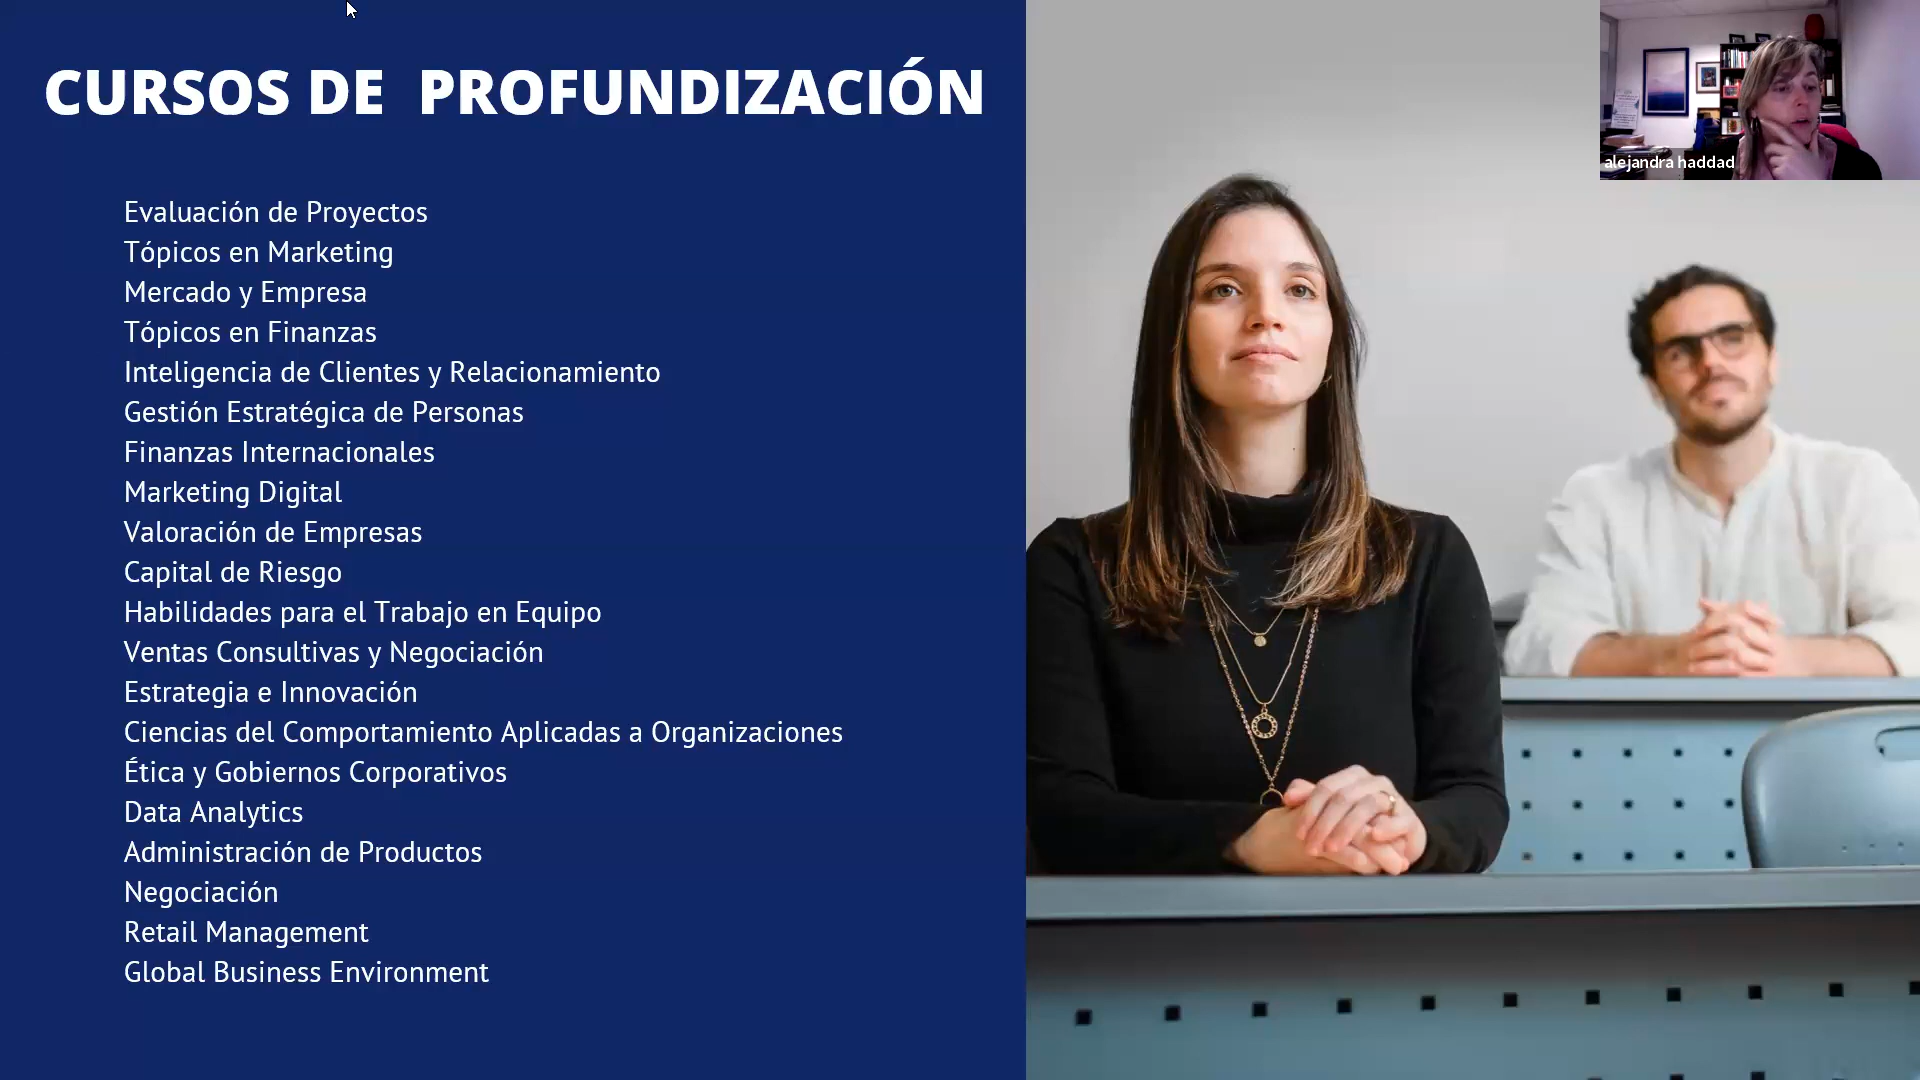 CURSOS DE PROFUNDIZACIÓN
alejandra haddad
Evaluación de Proyectos
Tópicos en Marketing
Mercado y Empresa
Tópicos en Finanzas
Inteligencia de Clientes y Relacionamiento
Gestión Estratégica de Personas
Finanzas Internacionales
Marketing Digital
Valoración de Empresas
Capital de Riesgo
Habilidades para el Trabajo en Equipo
Ventas Consultivas y Negociación
Estrategia e Innovación
Ciencias del Comportamiento Aplicadas a Organizaciones
Ética y Gobiernos Corporativos
Data Analytics
Administración de Productos
Negociación
Retail Management
Global Business Environment